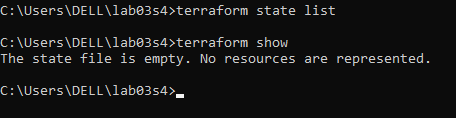 C:\Users\DELL\lab03s4>terraform state list
C:\Users\DELL\lab03s4>terraform show
The state file is empty. No resources are represented.
C:\Users\DELL\lab03s4>